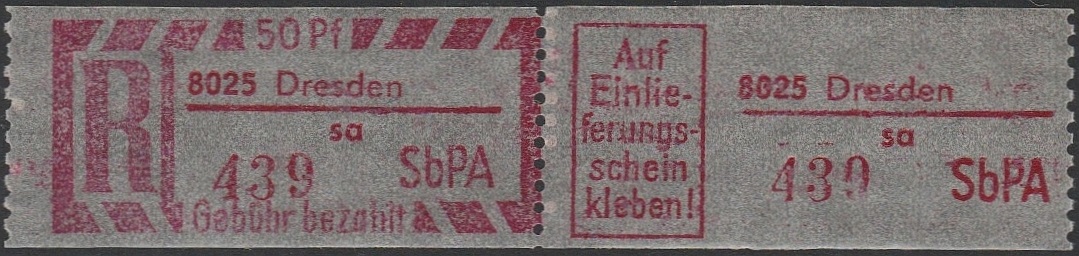 50 Pf
R
8025 Dresden
sa
439
SbPA
Gebühr bezahlt
Auf
Einlie-
ferungs-
schein
kleben!
8025 Dresden
sa
439
SbPA